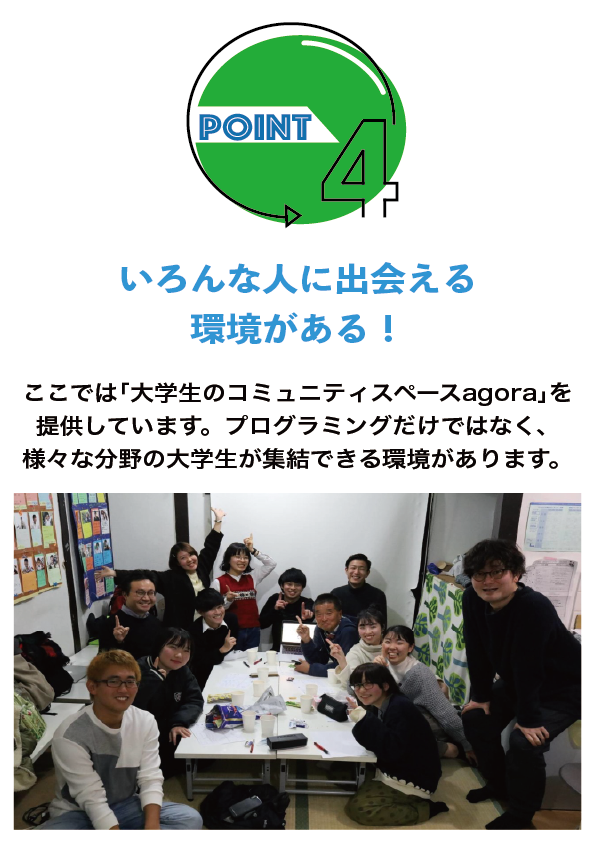 POINT
4
いろんな人に出会える
環境がある！
ここでは「大学生のコミュニティスペースagora」を
提供しています。プログラミングだけではなく、
様々な分野の大学生が集結できる環境があります。